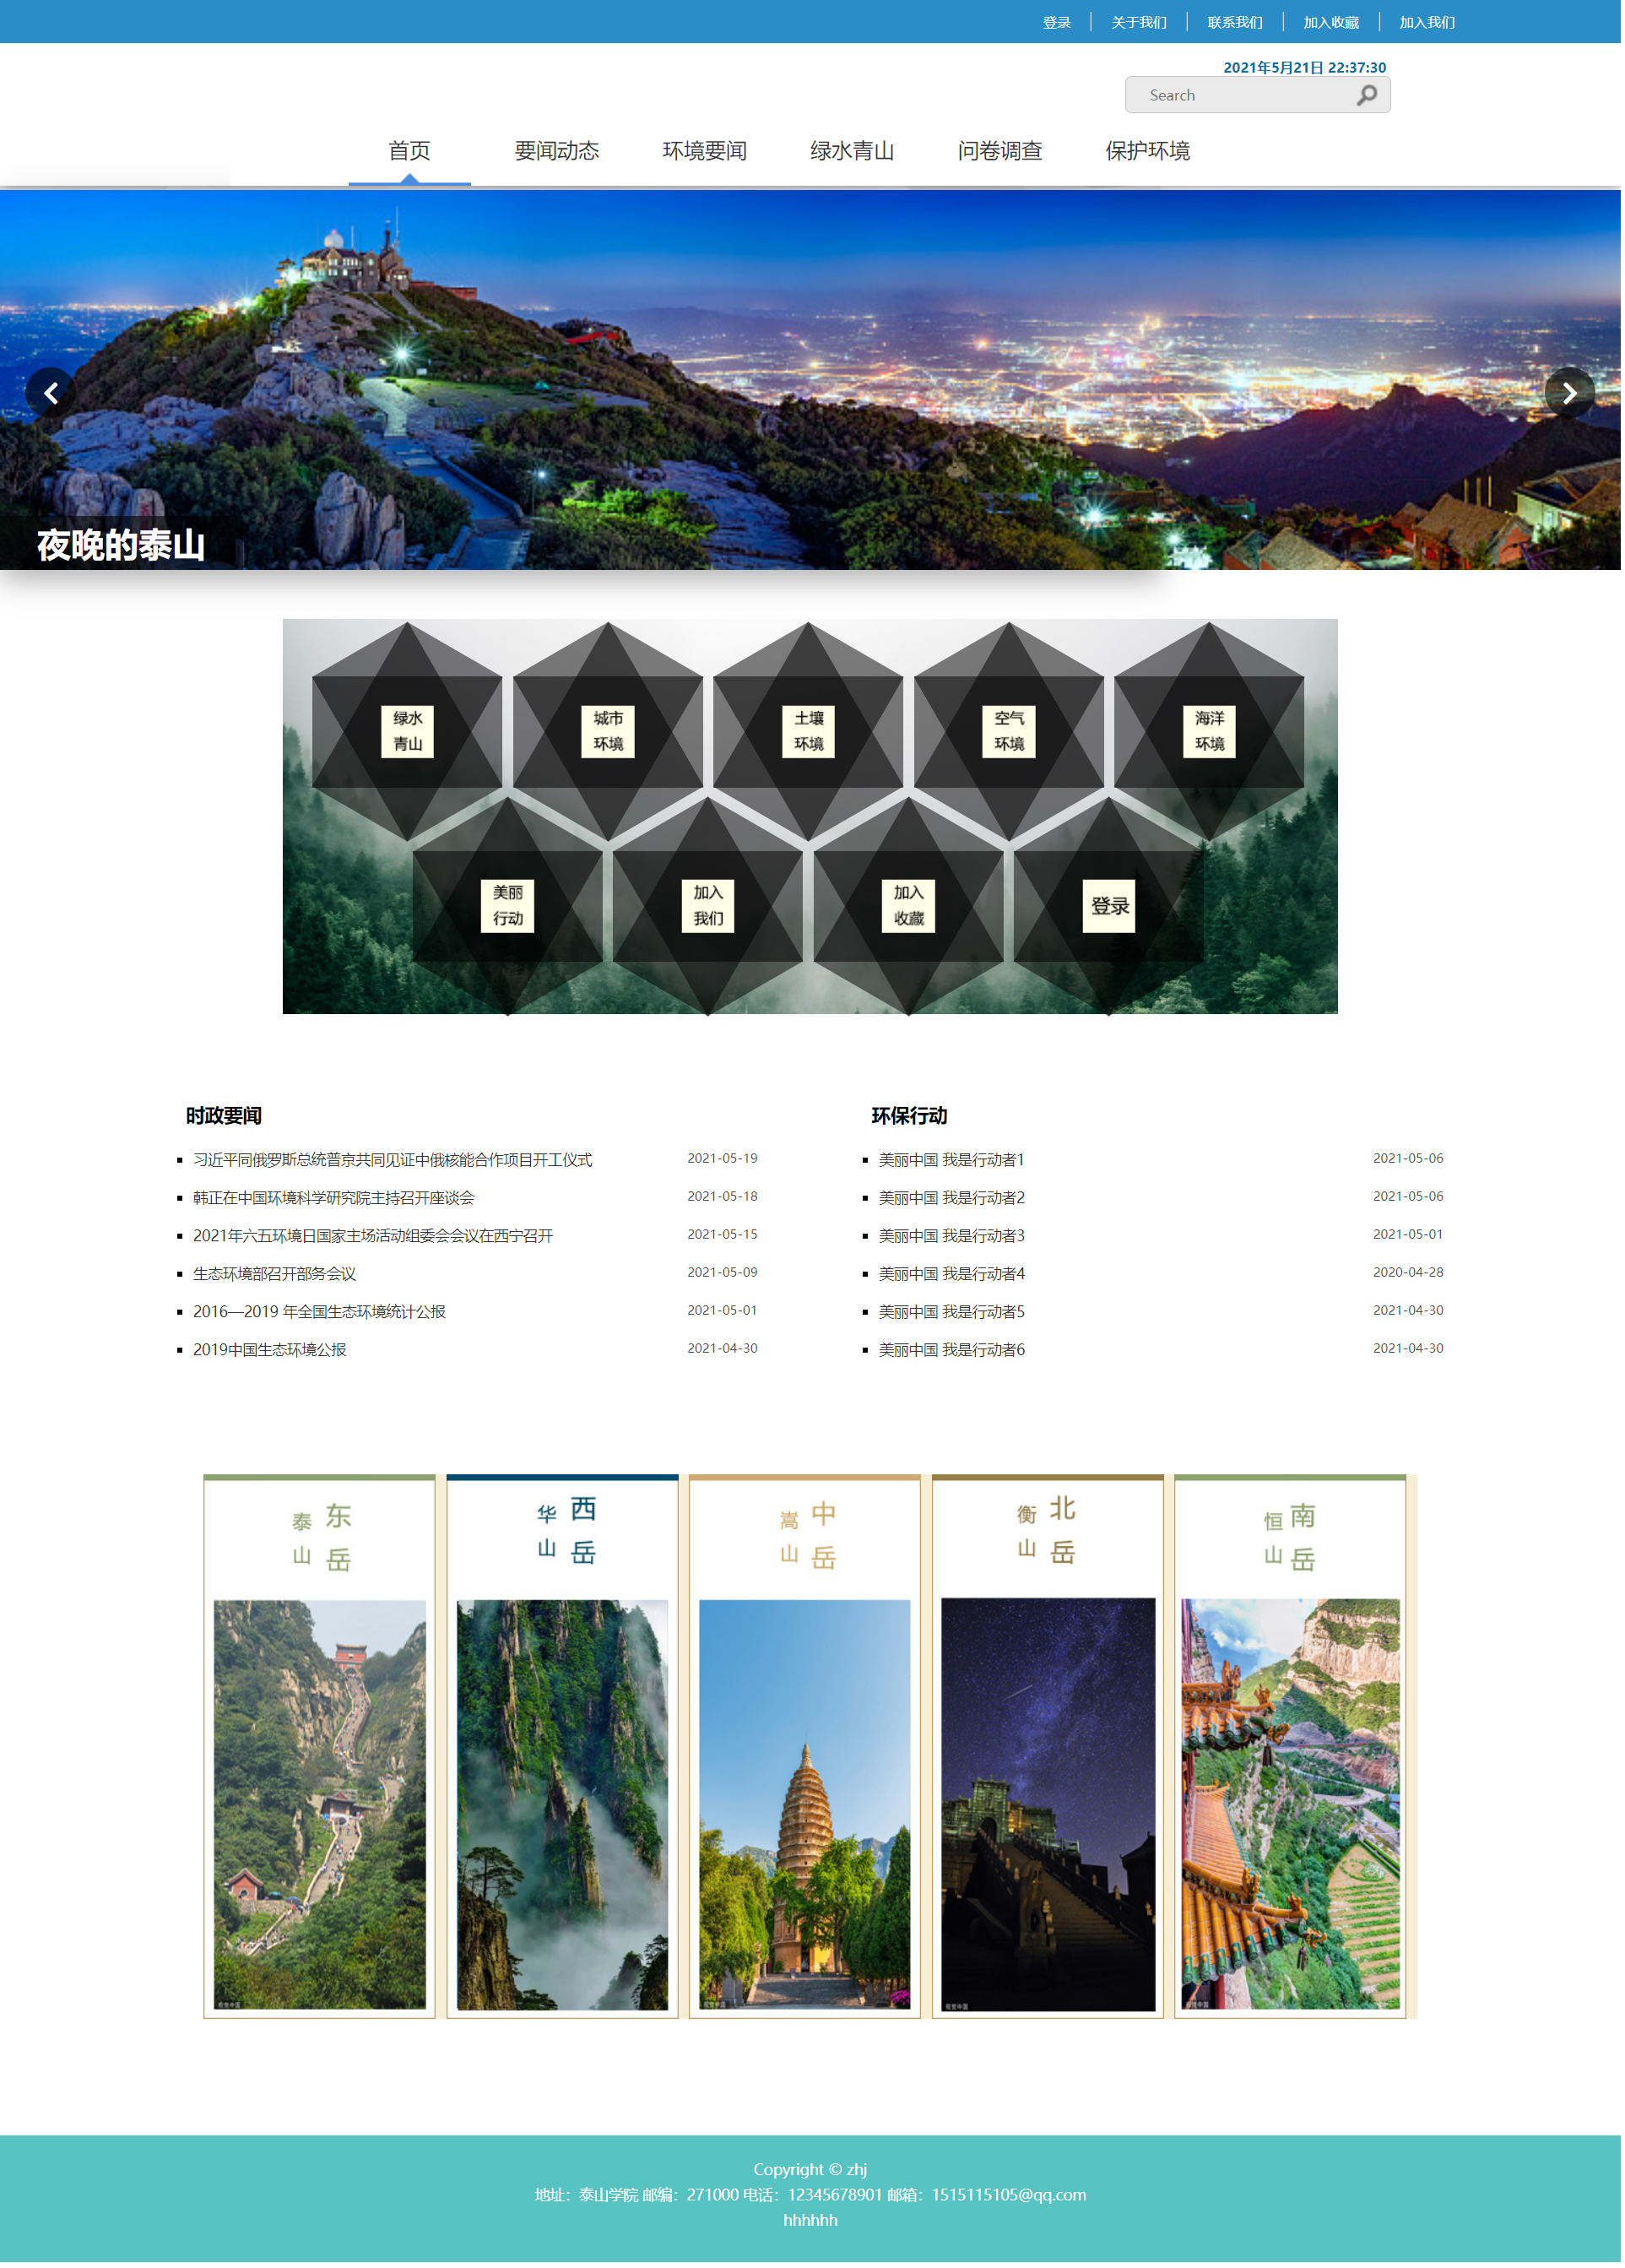 登录
关于我们
联系我们
加入收藏
加入我们
2021年5月21日 22:37:30
Search
首页
要闻动态
环境要闻
绿水青山
问卷调查
保护环境
夜晚的泰山
绿水
青山
城市
环境
土壤
环境
空气
环境
海洋
环境
美丽
行动
加入
我们
加入
收藏
登录
时政要闻
习近平同俄罗斯总统普京共同见证中俄核能合作项目开工仪式 2021-05-19
韩正在中国环境科学研究院主持召开座谈会 2021-05-18
2021年六五环境日国家主场活动组委会会议在西宁召开 2021-05-15
生态环境部召开部务会议 2021-05-09
2016—2019 年全国生态环境统计公报 2021-05-01
2019中国生态环境公报 2021-04-30
环保行动
美丽中国 我是行动者1 2021-05-06
美丽中国 我是行动者2 2021-05-06
美丽中国 我是行动者3 2021-05-01
美丽中国 我是行动者4 2020-04-28
美丽中国 我是行动者5 2021-04-30
美丽中国 我是行动者6 2021-04-30
东岳
泰山
西岳
华山
中岳
嵩山
北岳
衡山
南岳
恒山
视觉中国
视觉中国
视觉中国
视觉中国
Copyright © zhj
地址：泰山学院 邮编：271000 电话：12345678901 邮箱：1515115105@qq.com
hhhhhh